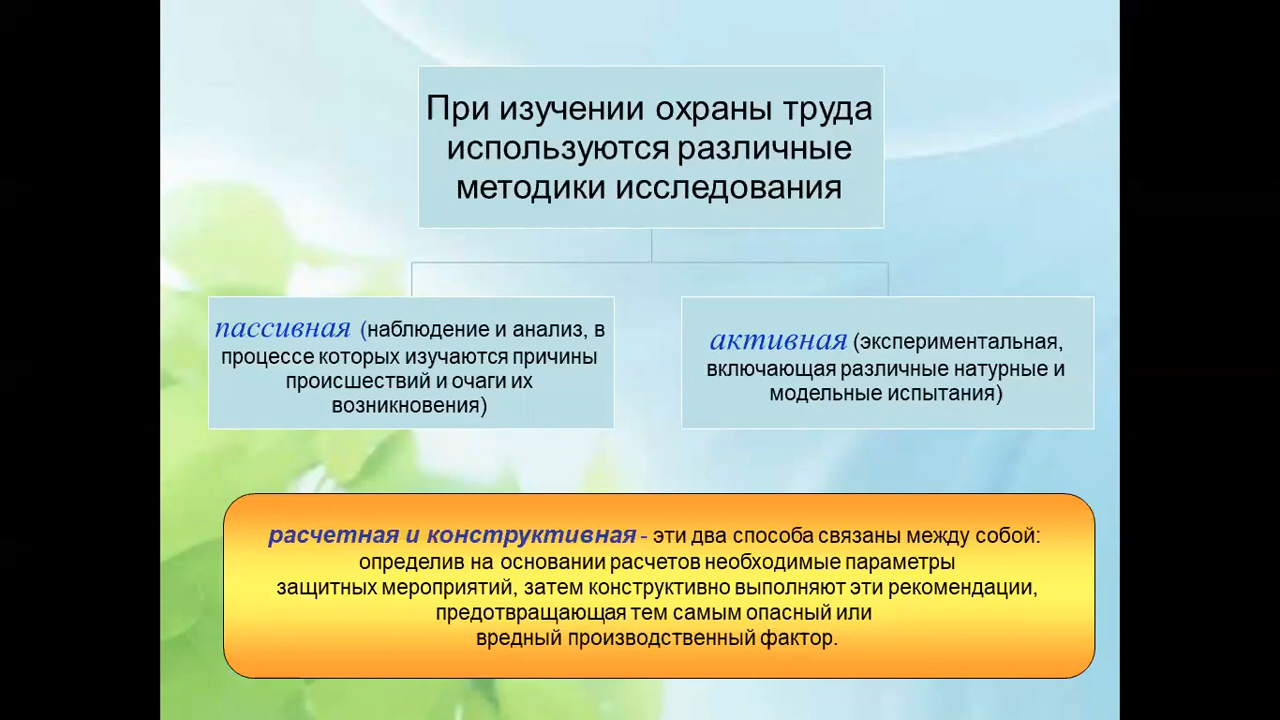 При изучении охраны труда
используются различные
методики исследования
пассивная (наблюдение и анализ, в
процессе которых изучаются причины
происшествий и очаги их
возникновения)
активная (экспериментальная,
включающая различные натурные и
модельные испытания)
расчетная и конструктивная - эти два способа связаны между собой:
определив на основании расчетов необходимые параметры
защитных мероприятий, затем конструктивно выполняют эти рекомендации,
предотвращающая тем самым опасный или
вредный производственный фактор.